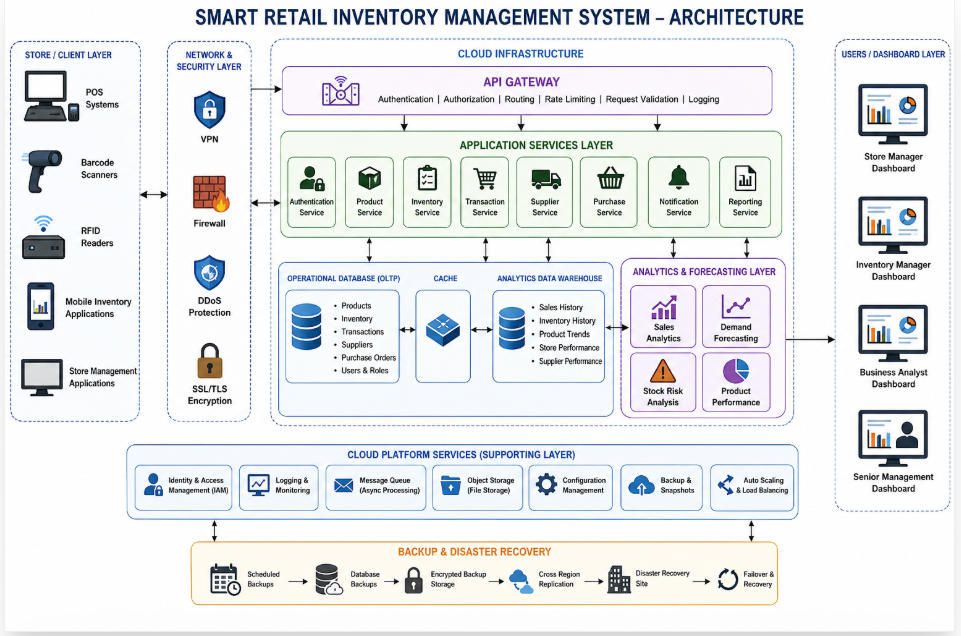 SMART RETAIL INVENTORY MANAGEMENT SYSTEM – ARCHITECTURE
STORE / CLIENT LAYER
POS
Systems
Barcode
Scanners
RFID
Readers
Mobile Inventory
Applications
Store Management
Applications
NETWORK &
SECURITY LAYER
VPN
Firewall
DDoS
Protection
SSL/TLS
Encryption
CLOUD INFRASTRUCTURE
API GATEWAY
Authentication | Authorization | Routing | Rate Limiting | Request Validation | Logging
APPLICATION SERVICES LAYER
Authentication
Service
Product
Service
Inventory
Service
Transaction
Service
Supplier
Service
Purchase
Service
Notification
Service
Reporting
Service
OPERATIONAL DATABASE (OLTP)
• Products
• Inventory
• Transactions
• Suppliers
• Purchase Orders
• Users & Roles
CACHE
ANALYTICS DATA WAREHOUSE
• Sales History
• Inventory History
• Product Trends
• Store Performance
• Supplier Performance
ANALYTICS & FORECASTING LAYER
Sales
Analytics
Demand
Forecasting
Stock Risk
Analysis
Product
Performance
USERS / DASHBOARD LAYER
Store Manager
Dashboard
Inventory Manager
Dashboard
Business Analyst
Dashboard
Senior Management
Dashboard
CLOUD PLATFORM SERVICES (SUPPORTING LAYER)
Identity & Access
Management (IAM)
Logging &
Monitoring
Message Queue
(Async Processing)
Object Storage
(File Storage)
Configuration
Management
Backup &
Snapshots
Auto Scaling
& Load Balancing
BACKUP & DISASTER RECOVERY
Scheduled
Backups
Database
Backups
Encrypted Backup
Storage
Cross Region
Replication
Disaster Recovery
Site
Failover &
Recovery